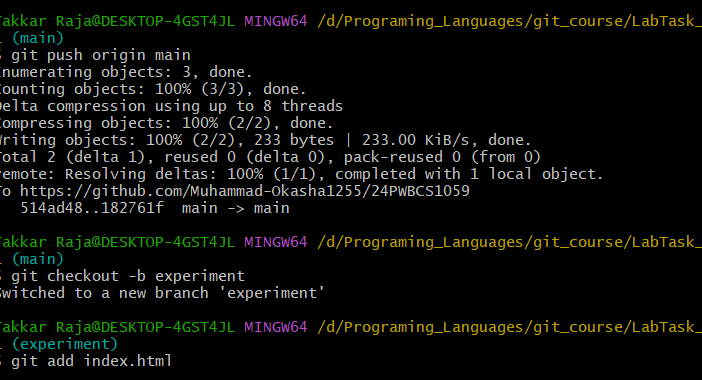 Takkar Raja@DESKTOP-4GST4JL MINGW64 /d/Programing_Languages/git_course/LabTask_
1 (main)
$ git push origin main
Enumerating objects: 3, done.
Counting objects: 100% (3/3), done.
Delta compression using up to 8 threads
Compressing objects: 100% (2/2), done.
Writing objects: 100% (2/2), 233 bytes | 233.00 KiB/s, done.
Total 2 (delta 1), reused 0 (delta 0), pack-reused 0 (from 0)
remote: Resolving deltas: 100% (1/1), completed with 1 local object.
To https://github.com/Muhammad-Okasha1255/24PWBCS1059
514ad48..182761f main -> main
Takkar Raja@DESKTOP-4GST4JL MINGW64 /d/Programing_Languages/git_course/LabTask_
1 (main)
$ git checkout -b experiment
Switched to a new branch 'experiment'
Takkar Raja@DESKTOP-4GST4JL MINGW64 /d/Programing_Languages/git_course/LabTask_
1 (experiment)
$ git add index.html